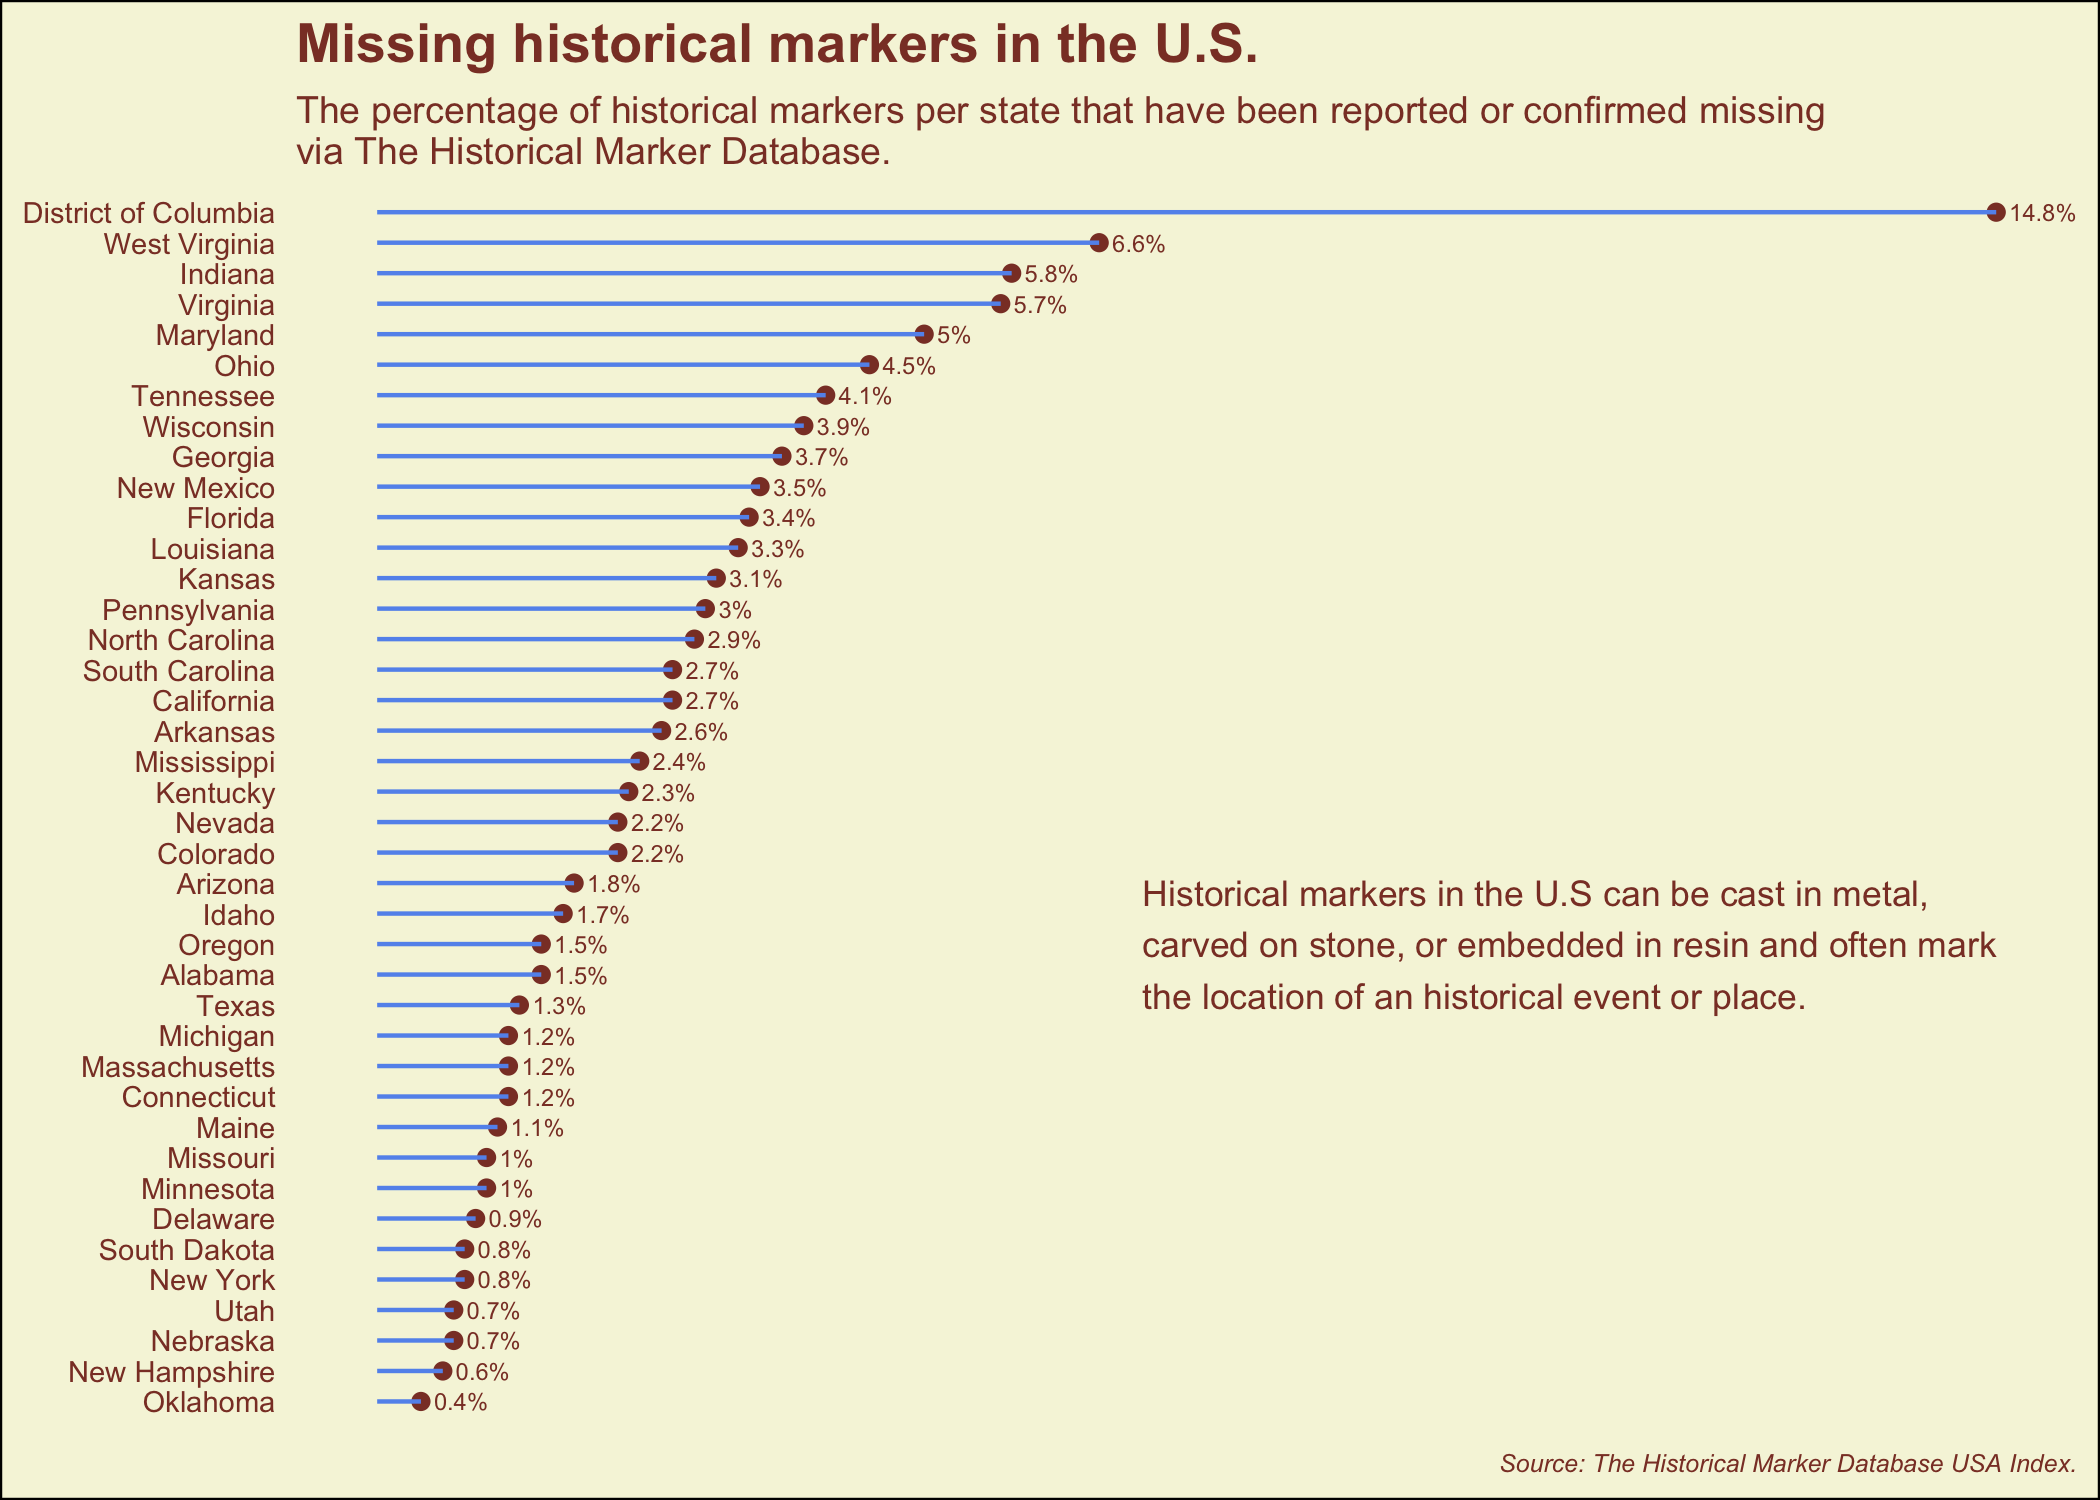 Missing historical markers in the U.S.
The percentage of historical markers per state that have been reported or confirmed missing
via The Historical Marker Database.
District of Columbia 14.8%
West Virginia 6.6%
Indiana 5.8%
Virginia 5.7%
Maryland 5%
Ohio 4.5%
Tennessee 4.1%
Wisconsin 3.9%
Georgia 3.7%
New Mexico 3.5%
Florida 3.4%
Louisiana 3.3%
Kansas 3.1%
Pennsylvania 3%
North Carolina 2.9%
South Carolina 2.7%
California 2.7%
Arkansas 2.6%
Mississippi 2.4%
Kentucky 2.3%
Nevada 2.2%
Colorado 2.2%
Arizona 1.8%
Idaho 1.7%
Oregon 1.5%
Alabama 1.5%
Texas 1.3%
Michigan 1.2%
Massachusetts 1.2%
Connecticut 1.2%
Maine 1.1%
Missouri 1%
Minnesota 1%
Delaware 0.9%
South Dakota 0.8%
New York 0.8%
Utah 0.7%
Nebraska 0.7%
New Hampshire 0.6%
Oklahoma 0.4%
Historical markers in the U.S can be cast in metal,
carved on stone, or embedded in resin and often mark
the location of an historical event or place.
Source: The Historical Marker Database USA Index.